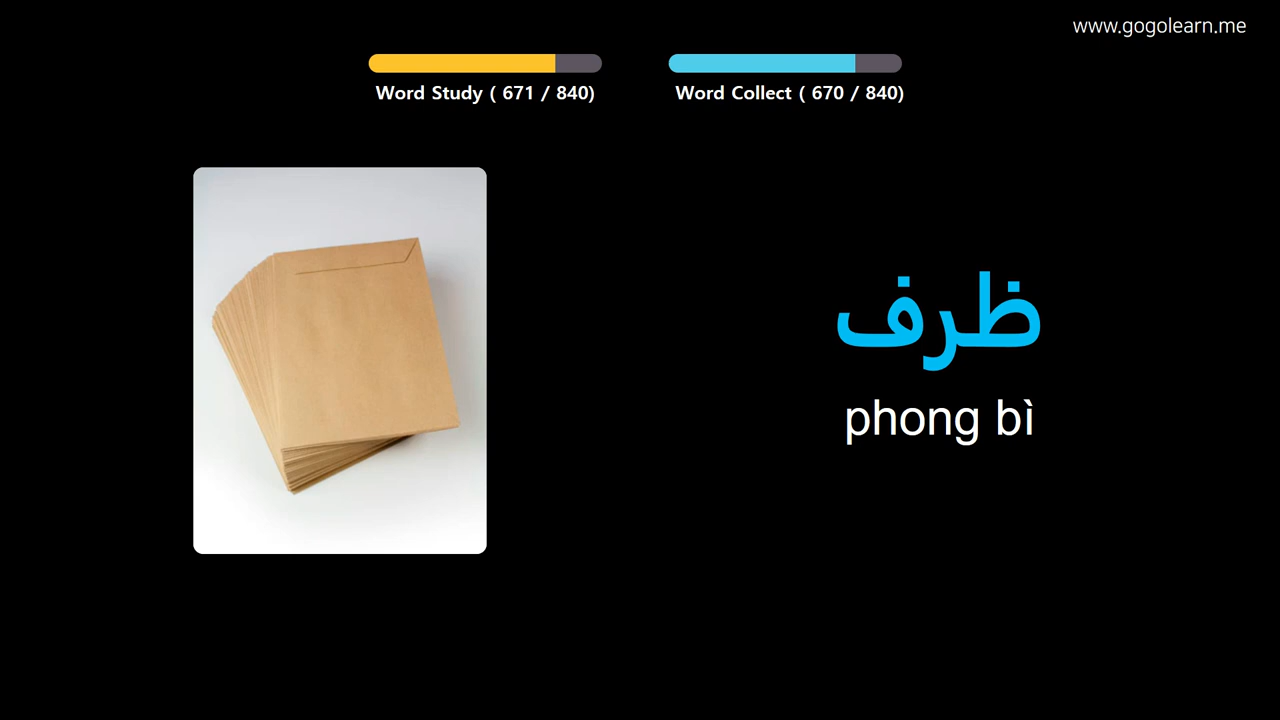 www.gogolearn.me
Word Study ( 671 / 840)
Word Collect ( 670 / 840)
ظرف
phong bì